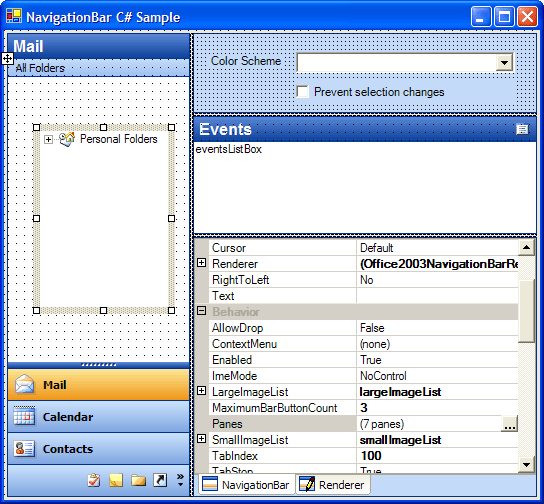 NavigationBar C# Sample
Mail
All Folders
Personal Folders
Mail
Calendar
Contacts
Color Scheme
Prevent selection changes
Events
eventsListBox
Cursor Default
Renderer (Office2003NavigationBarRe
RightToLeft No
Text
Behavior
AllowDrop False
ContextMenu (none)
Enabled True
ImeMode NoControl
LargeImageList largeImageList
MaximumBarButtonCount 3
Panes (7 panes) ...
SmallImageList smallImageList
TabIndex 100
TabStop True
NavigationBar Renderer